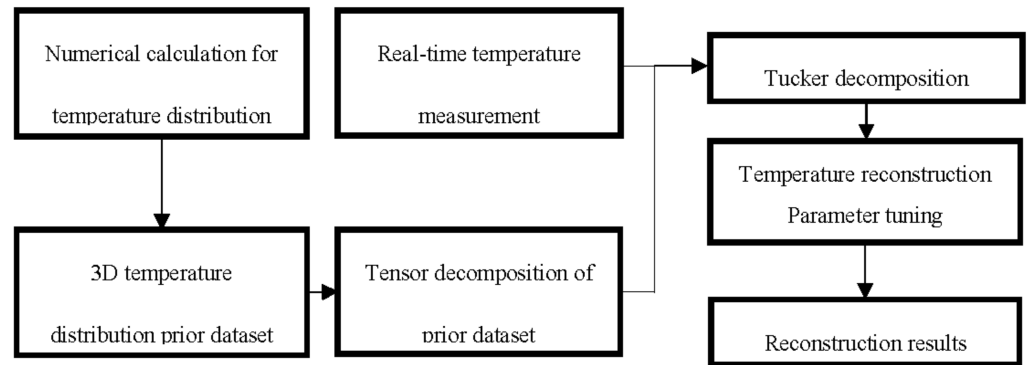 Numerical calculation for
temperature distribution
Real-time temperature
measurement
Tucker decomposition
Temperature reconstruction
Parameter tuning
3D temperature
distribution prior dataset
Tensor decomposition of
prior dataset
Reconstruction results